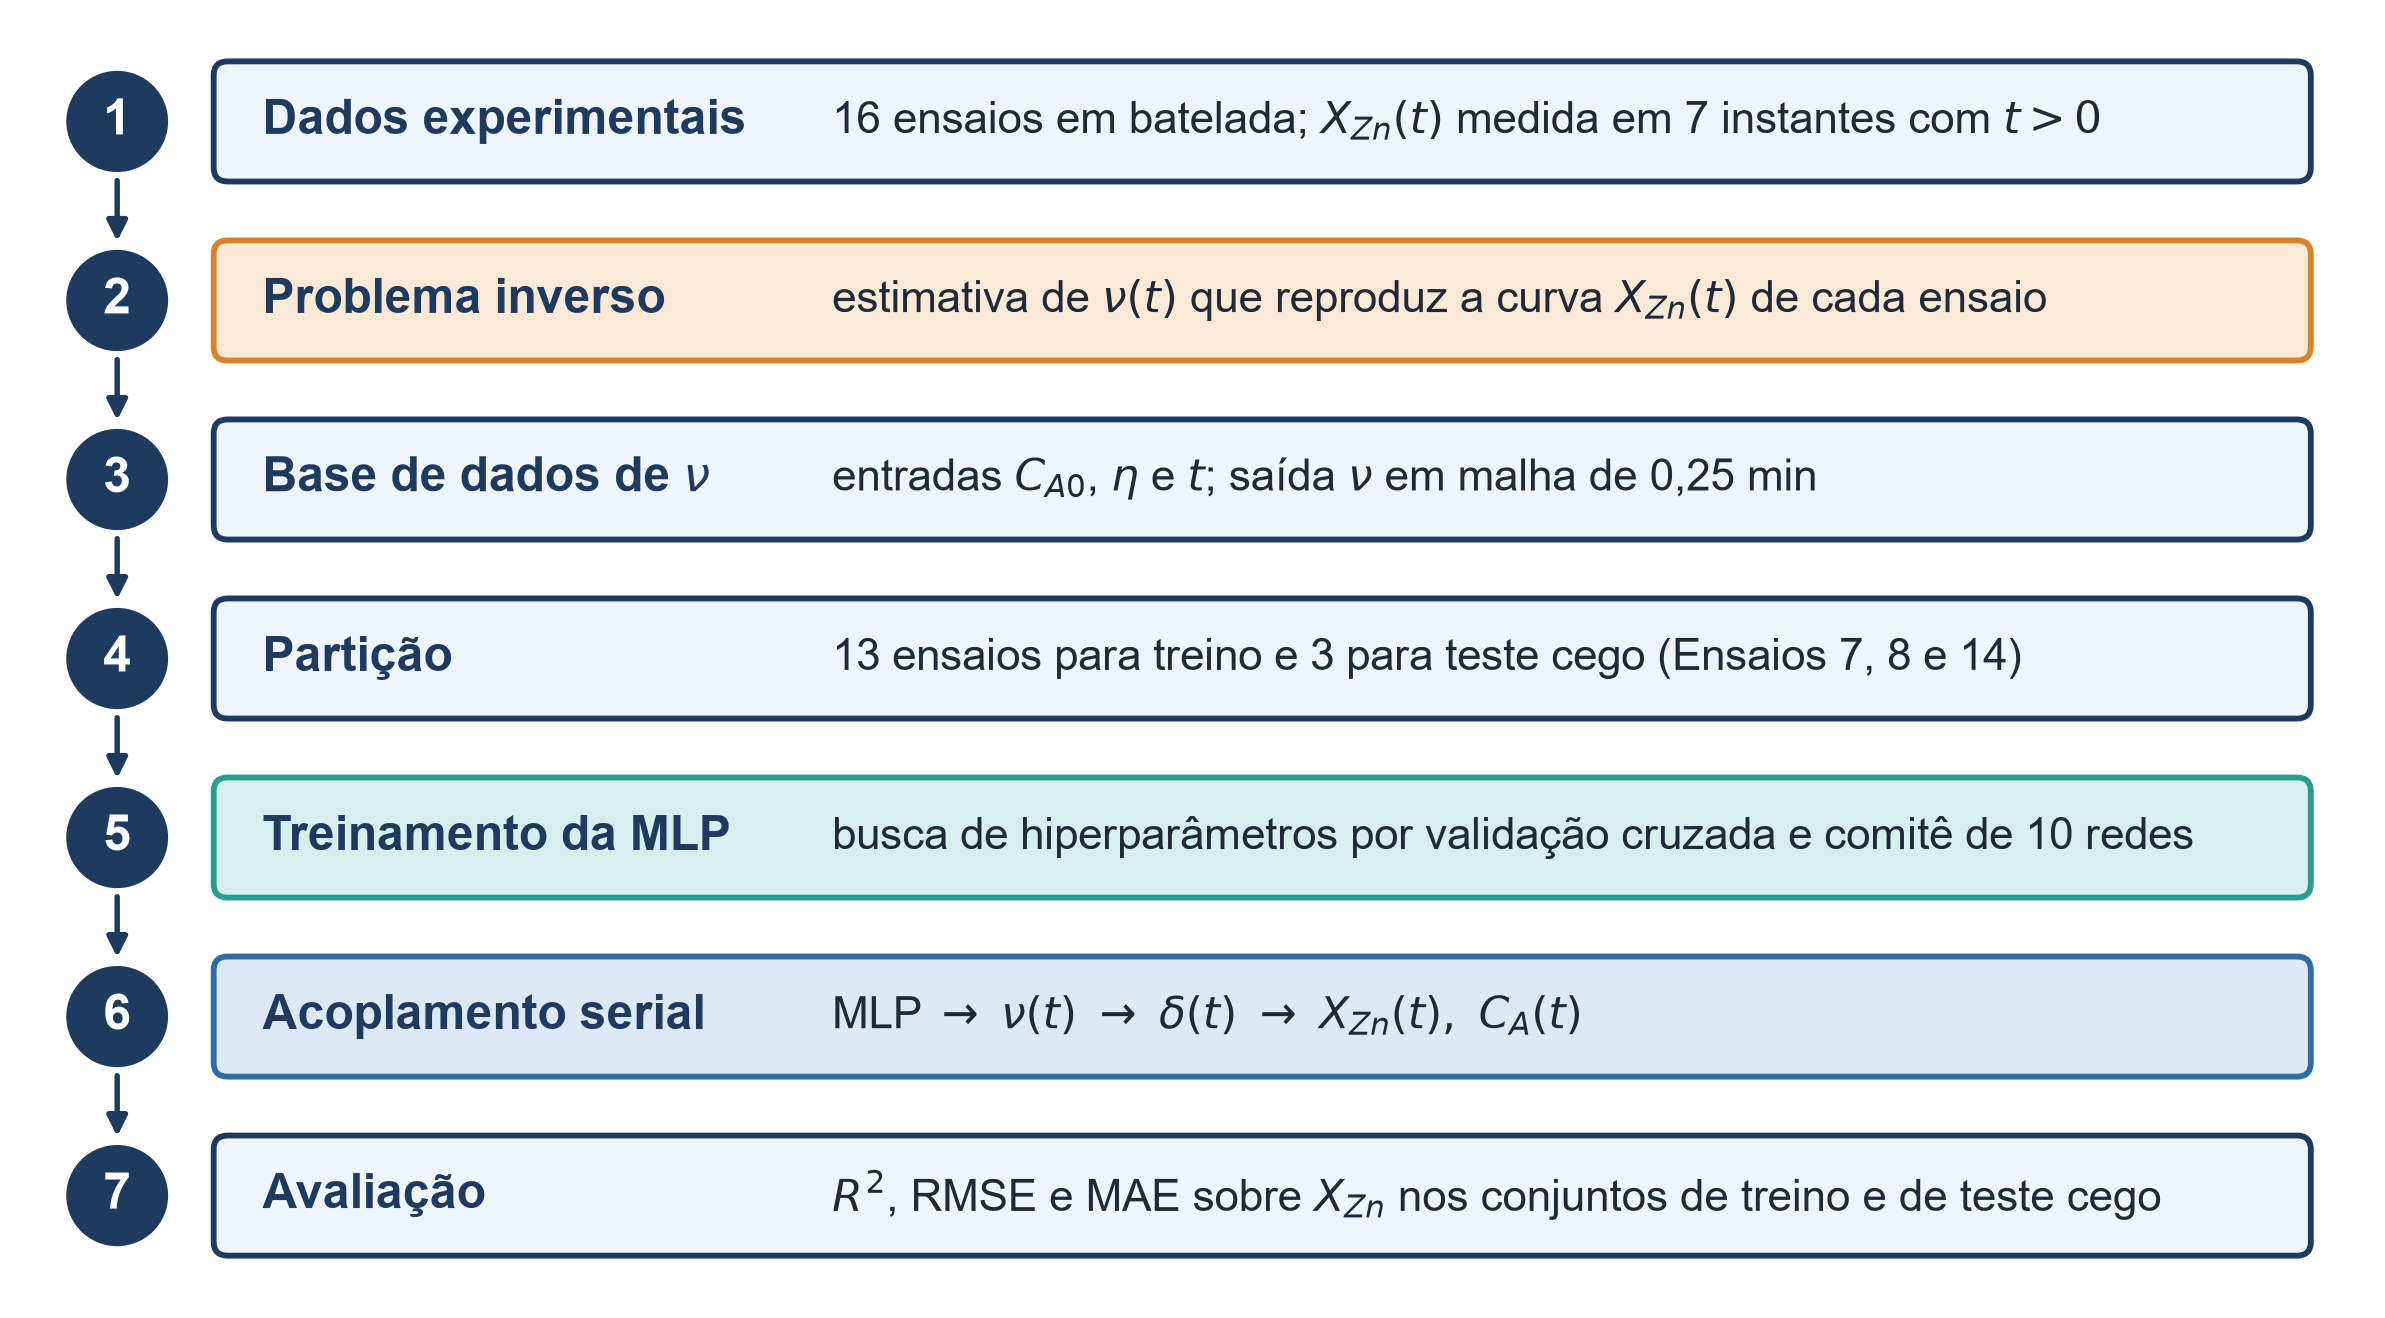 1 Dados experimentais 16 ensaios em batelada; X_Zn(t) medida em 7 instantes com t > 0
2 Problema inverso estimativa de ν(t) que reproduz a curva X_Zn(t) de cada ensaio
3 Base de dados de ν entradas C_A0, η e t; saída ν em malha de 0,25 min
4 Partição 13 ensaios para treino e 3 para teste cego (Ensaios 7, 8 e 14)
5 Treinamento da MLP busca de hiperparâmetros por validação cruzada e comitê de 10 redes
6 Acoplamento serial MLP → ν(t) → δ(t) → X_Zn(t), C_A(t)
7 Avaliação R², RMSE e MAE sobre X_Zn nos conjuntos de treino e de teste cego